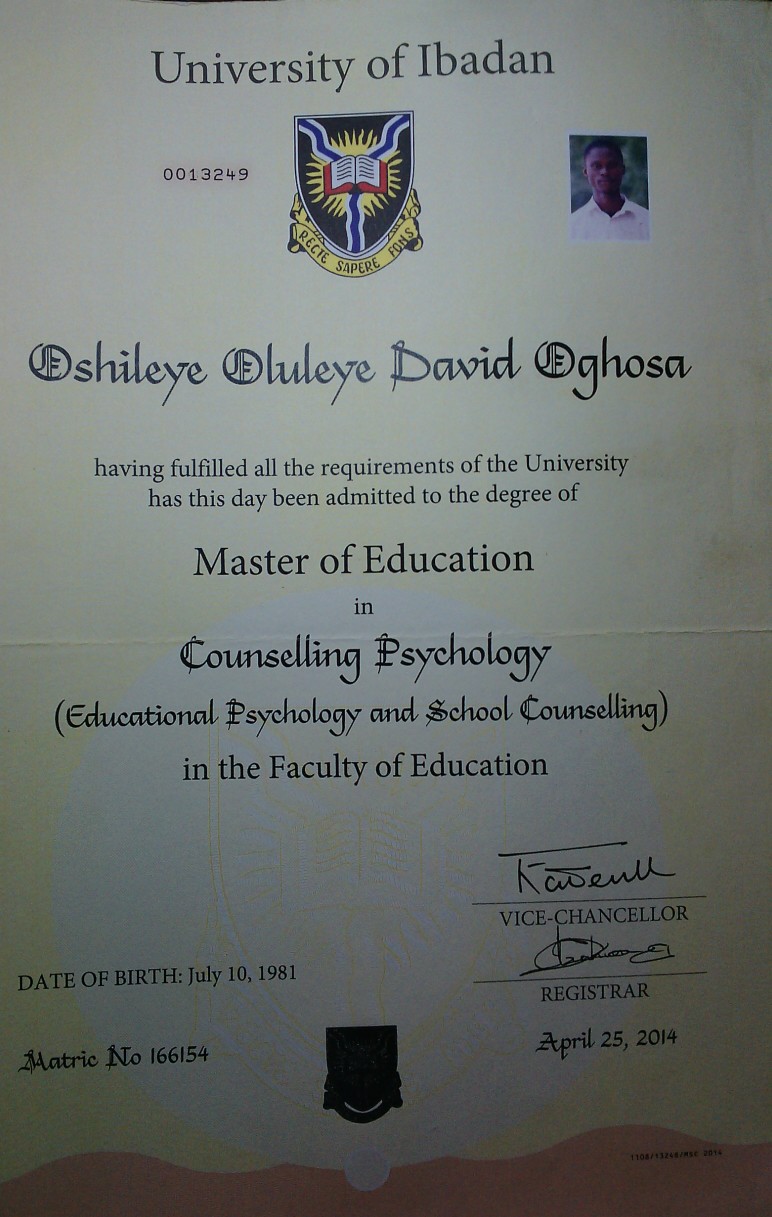 University of Ibadan
0013249
RECTE SAPERE FONS
Oshileye Oluleye David Oghosa
having fulfilled all the requirements of the University
has this day been admitted to the degree of
Master of Education
in
Counselling Psychology
(Educational Psychology and School Counselling)
in the Faculty of Education
VICE-CHANCELLOR
REGISTRAR
DATE OF BIRTH: July 10, 1981
April 25, 2014
Matric No 166154